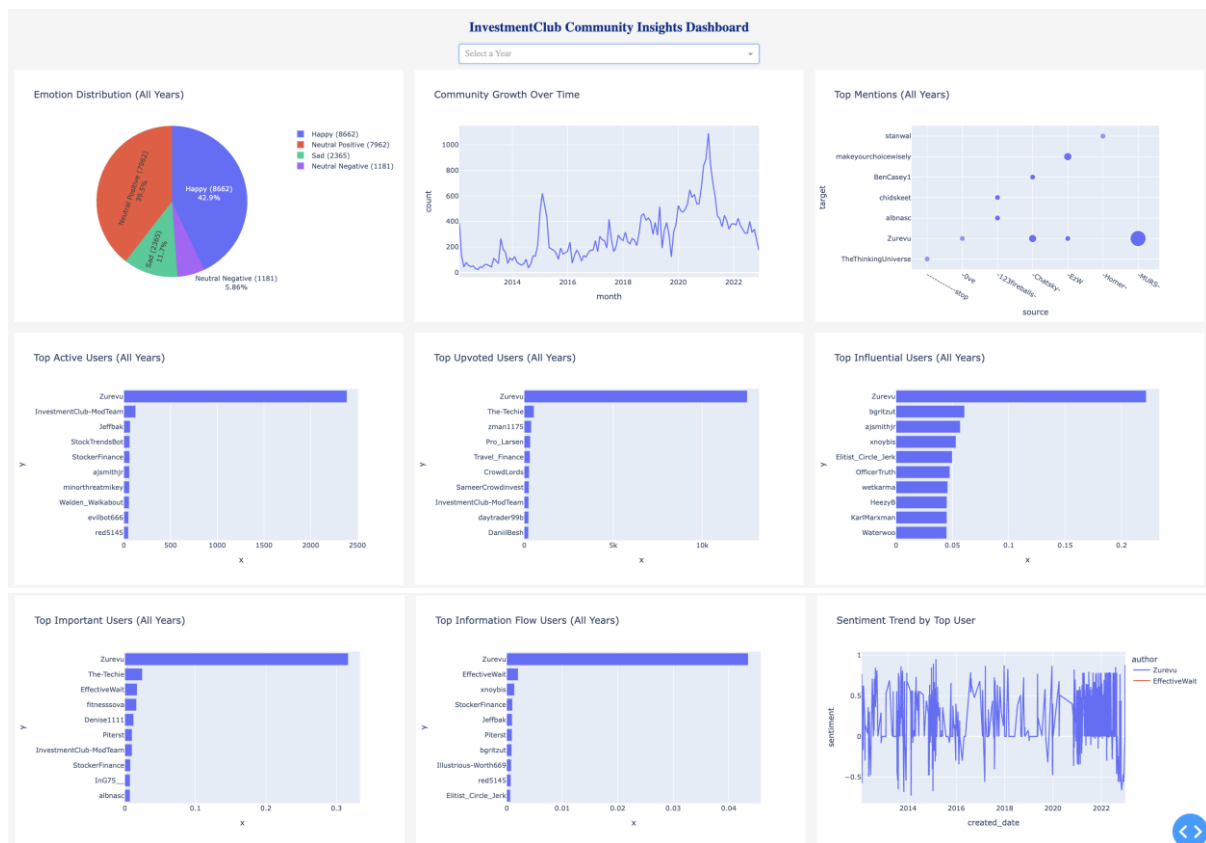 InvestmentClub Community Insights Dashboard
Select a Year
Emotion Distribution (All Years)
Happy (8662)
42.9%
Neutral Positive (7962)
39.5%
Sad (2365)
11.7%
Neutral Negative (1181)
5.86%
Happy (8662)
Neutral Positive (7962)
Sad (2365)
Neutral Negative (1181)
Community Growth Over Time
count
1000
800
600
400
200
0
2014 2016 2018 2020 2022
month
Top Mentions (All Years)
target
stanwal
makeyourchoicewisely
BenCasey1
chidskeet
albnasc
Zurevu
TheThinkingUniverse
-0ve
-123fireballs-
-Chatsky-
-EzW
-Homer-
-MURS-
source
Top Active Users (All Years)
y
Zurevu
InvestmentClub-ModTeam
Jeffbak
StockTrendsBot
StockerFinance
ajsmithjr
minorthreatmikey
Walden_Walkabout
evilbot666
red5145
0 500 1000 1500 2000 2500
x
Top Upvoted Users (All Years)
y
Zurevu
The-Techie
zman1175
Pro_Larsen
Travel_Finance
CrowdLords
SameerCrowdinvest
InvestmentClub-ModTeam
daytrader99b
DaniilBesh
0 5k 10k
x
Top Influential Users (All Years)
y
Zurevu
bgritzut
ajsmithjr
xnoybis
Elitist_Circle_Jerk
OfficerTruth
wetkarma
HeezyB
KarlMarxman
Waterwoo
0 0.05 0.1 0.15 0.2
x
Top Important Users (All Years)
y
Zurevu
The-Techie
EffectiveWait
fitnesssova
Denise1111
Piterst
InvestmentClub-ModTeam
StockerFinance
InG75__
albnasc
0 0.1 0.2 0.3
x
Top Information Flow Users (All Years)
y
Zurevu
EffectiveWait
xnoybis
StockerFinance
Jeffbak
Piterst
bgritzut
Illustrious-Worth669
red5145
Elitist_Circle_Jerk
0 0.01 0.02 0.03 0.04
x
Sentiment Trend by Top User
sentiment
1
0.5
0
−0.5
2014 2016 2018 2020 2022
created_date
author
Zurevu
EffectiveWait